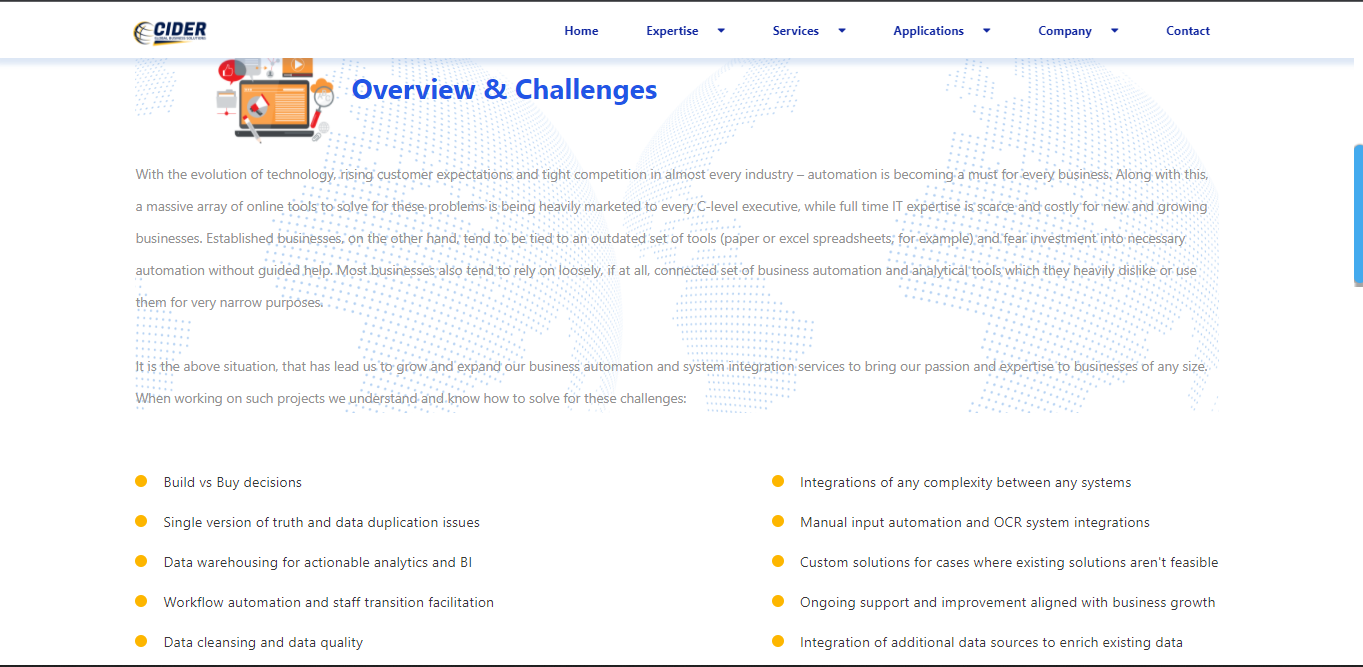 CIDER
GLOBAL BUSINESS SOLUTIONS
Home Expertise Services Applications Company Contact
Overview & Challenges
With the evolution of technology, rising customer expectations and tight competition in almost every industry – automation is becoming a must for every business. Along with this,
a massive array of online tools to solve for these problems is being heavily marketed to every C-level executive, while full time IT expertise is scarce and costly for new and growing
businesses. Established businesses, on the other hand, tend to be tied to an outdated set of tools (paper or excel spreadsheets, for example) and fear investment into necessary
automation without guided help. Most businesses also tend to rely on loosely, if at all, connected set of business automation and analytical tools which they heavily dislike or use
them for very narrow purposes.
It is the above situation, that has lead us to grow and expand our business automation and system integration services to bring our passion and expertise to businesses of any size.
When working on such projects we understand and know how to solve for these challenges:
Build vs Buy decisions
Single version of truth and data duplication issues
Data warehousing for actionable analytics and BI
Workflow automation and staff transition facilitation
Data cleansing and data quality
Integrations of any complexity between any systems
Manual input automation and OCR system integrations
Custom solutions for cases where existing solutions aren't feasible
Ongoing support and improvement aligned with business growth
Integration of additional data sources to enrich existing data